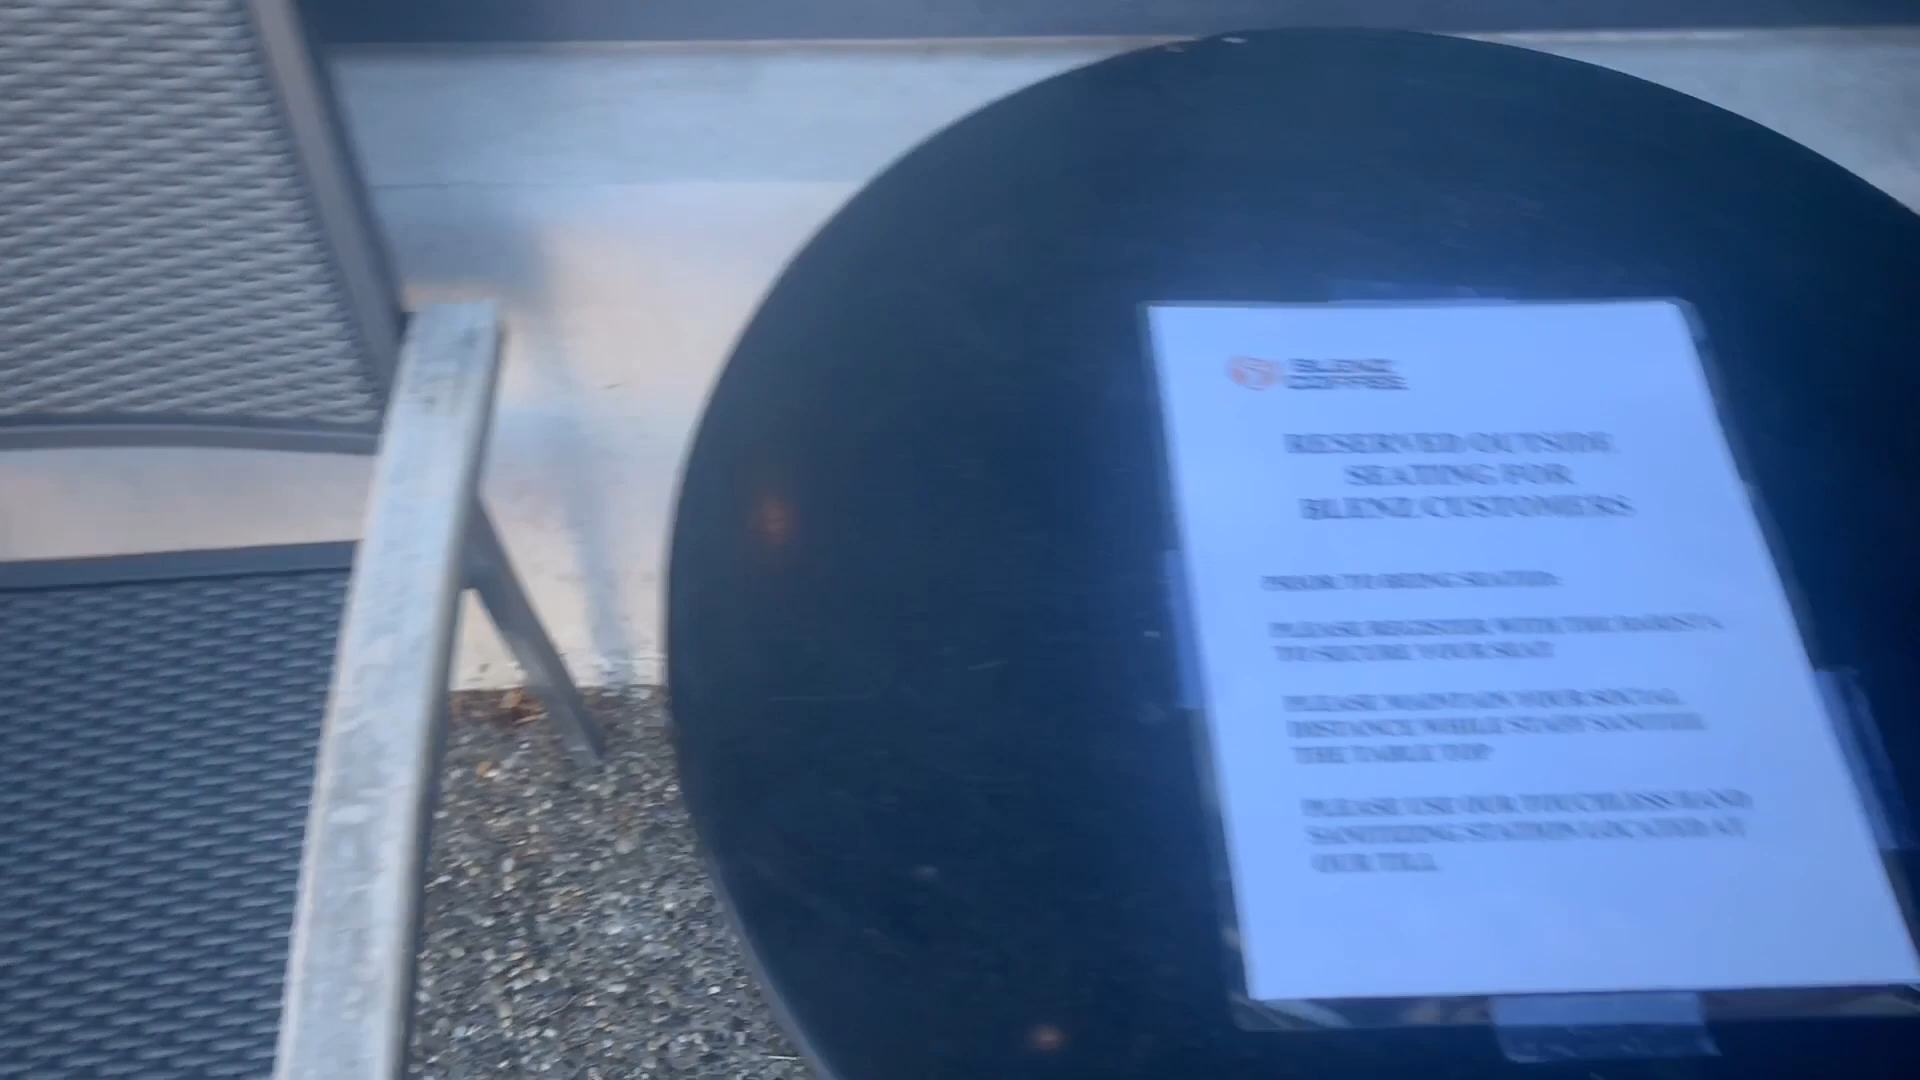 BLENZ
COFFEE
RESERVED OUTSIDE
SEATING FOR
BLENZ CUSTOMERS
PRIOR TO BEING SEATED:
PLEASE REGISTER WITH THE BARISTA
TO SECURE YOUR SEAT
PLEASE MAINTAIN YOUR SOCIAL
DISTANCE WHILE STAFF SANITIZE
THE TABLE TOP
PLEASE USE OUR TOUCHLESS HAND
SANITIZING STATION LOCATED AT
OUR TILL